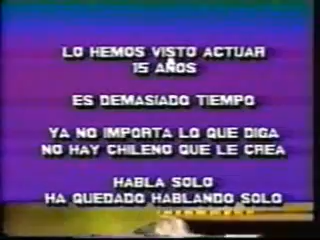 LO HEMOS VISTO ACTUAR
A
15 AÑOS
ES DEMASIADO TIEMPO
YA NO IMPORTA LO QUE DIGA
NO HAY CHILENO QUE LE CREA
HABLA SOLO
HA QUEDADO HABLANDO SOLO